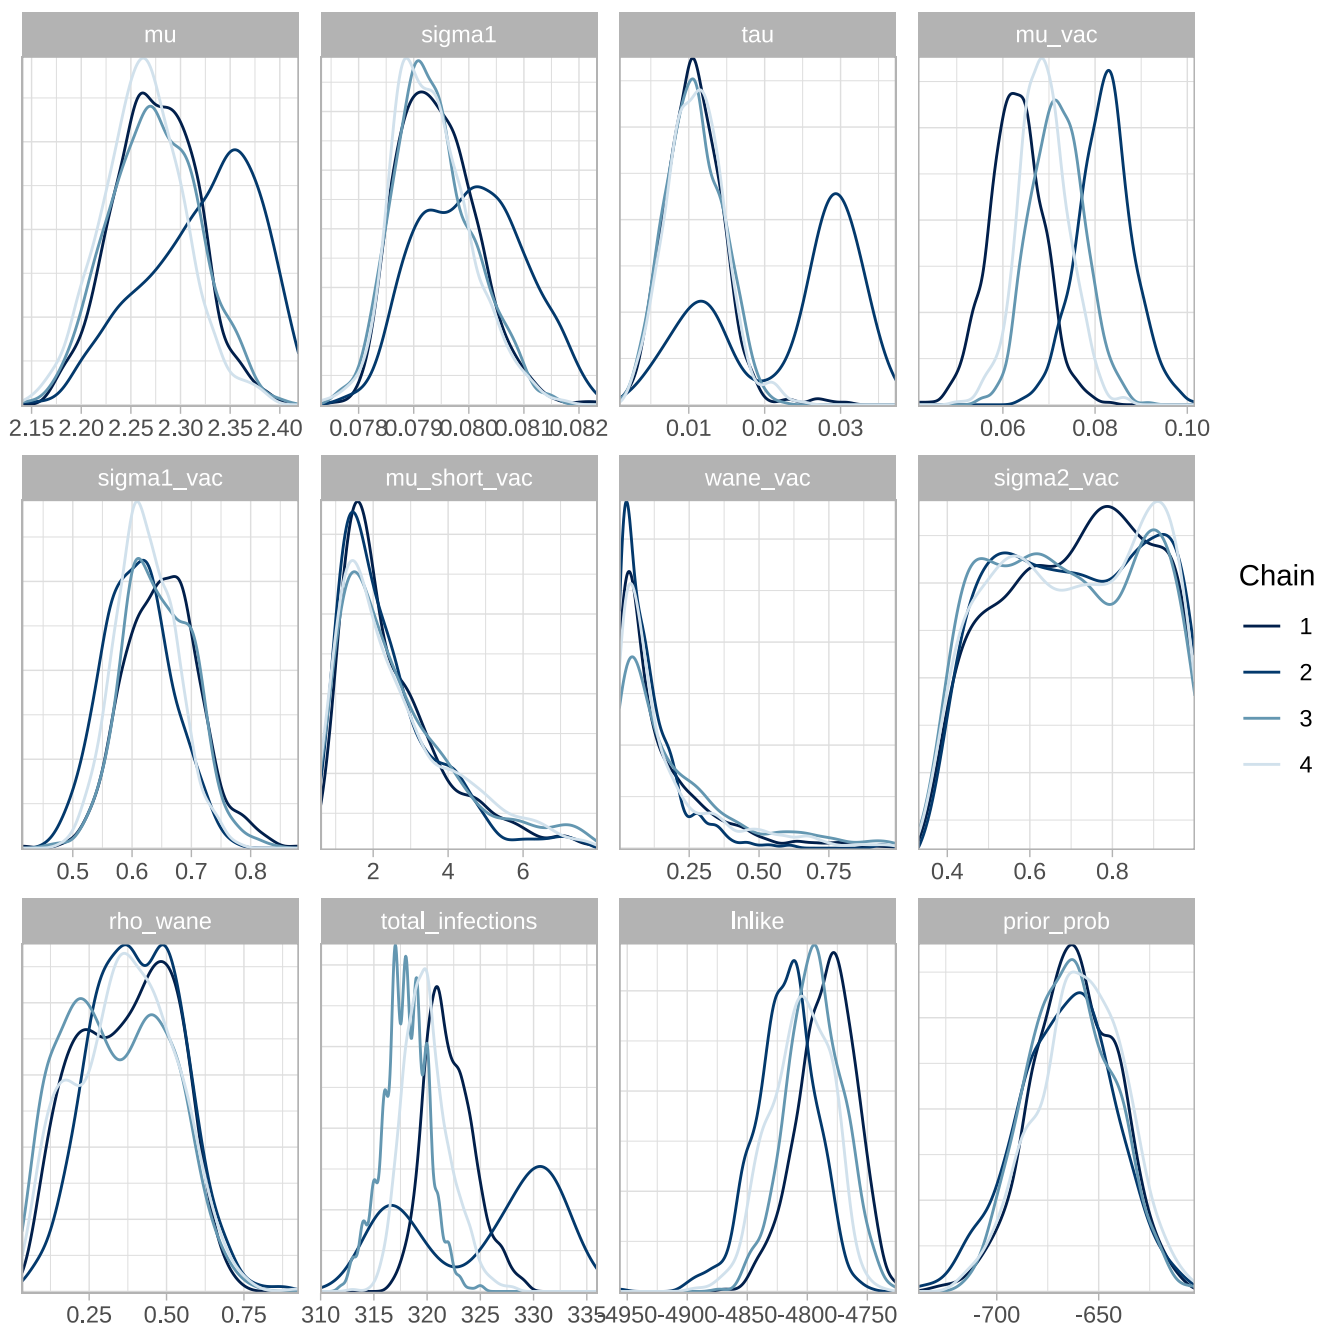 mu sigma1 tau mu_vac
2.15 2.20 2.25 2.30 2.35 2.40 0.078 0.079 0.080 0.081 0.082 0.01 0.02 0.03 0.06 0.08 0.10
sigma1_vac mu_short_vac wane_vac sigma2_vac
Chain
1
2
3
4
0.5 0.6 0.7 0.8 2 4 6 0.25 0.50 0.75 0.4 0.6 0.8
rho_wane total_infections lnlike prior_prob
0.25 0.50 0.75 310 315 320 325 330 335 -4950 -4900 -4850 -4800 -4750 -700 -650